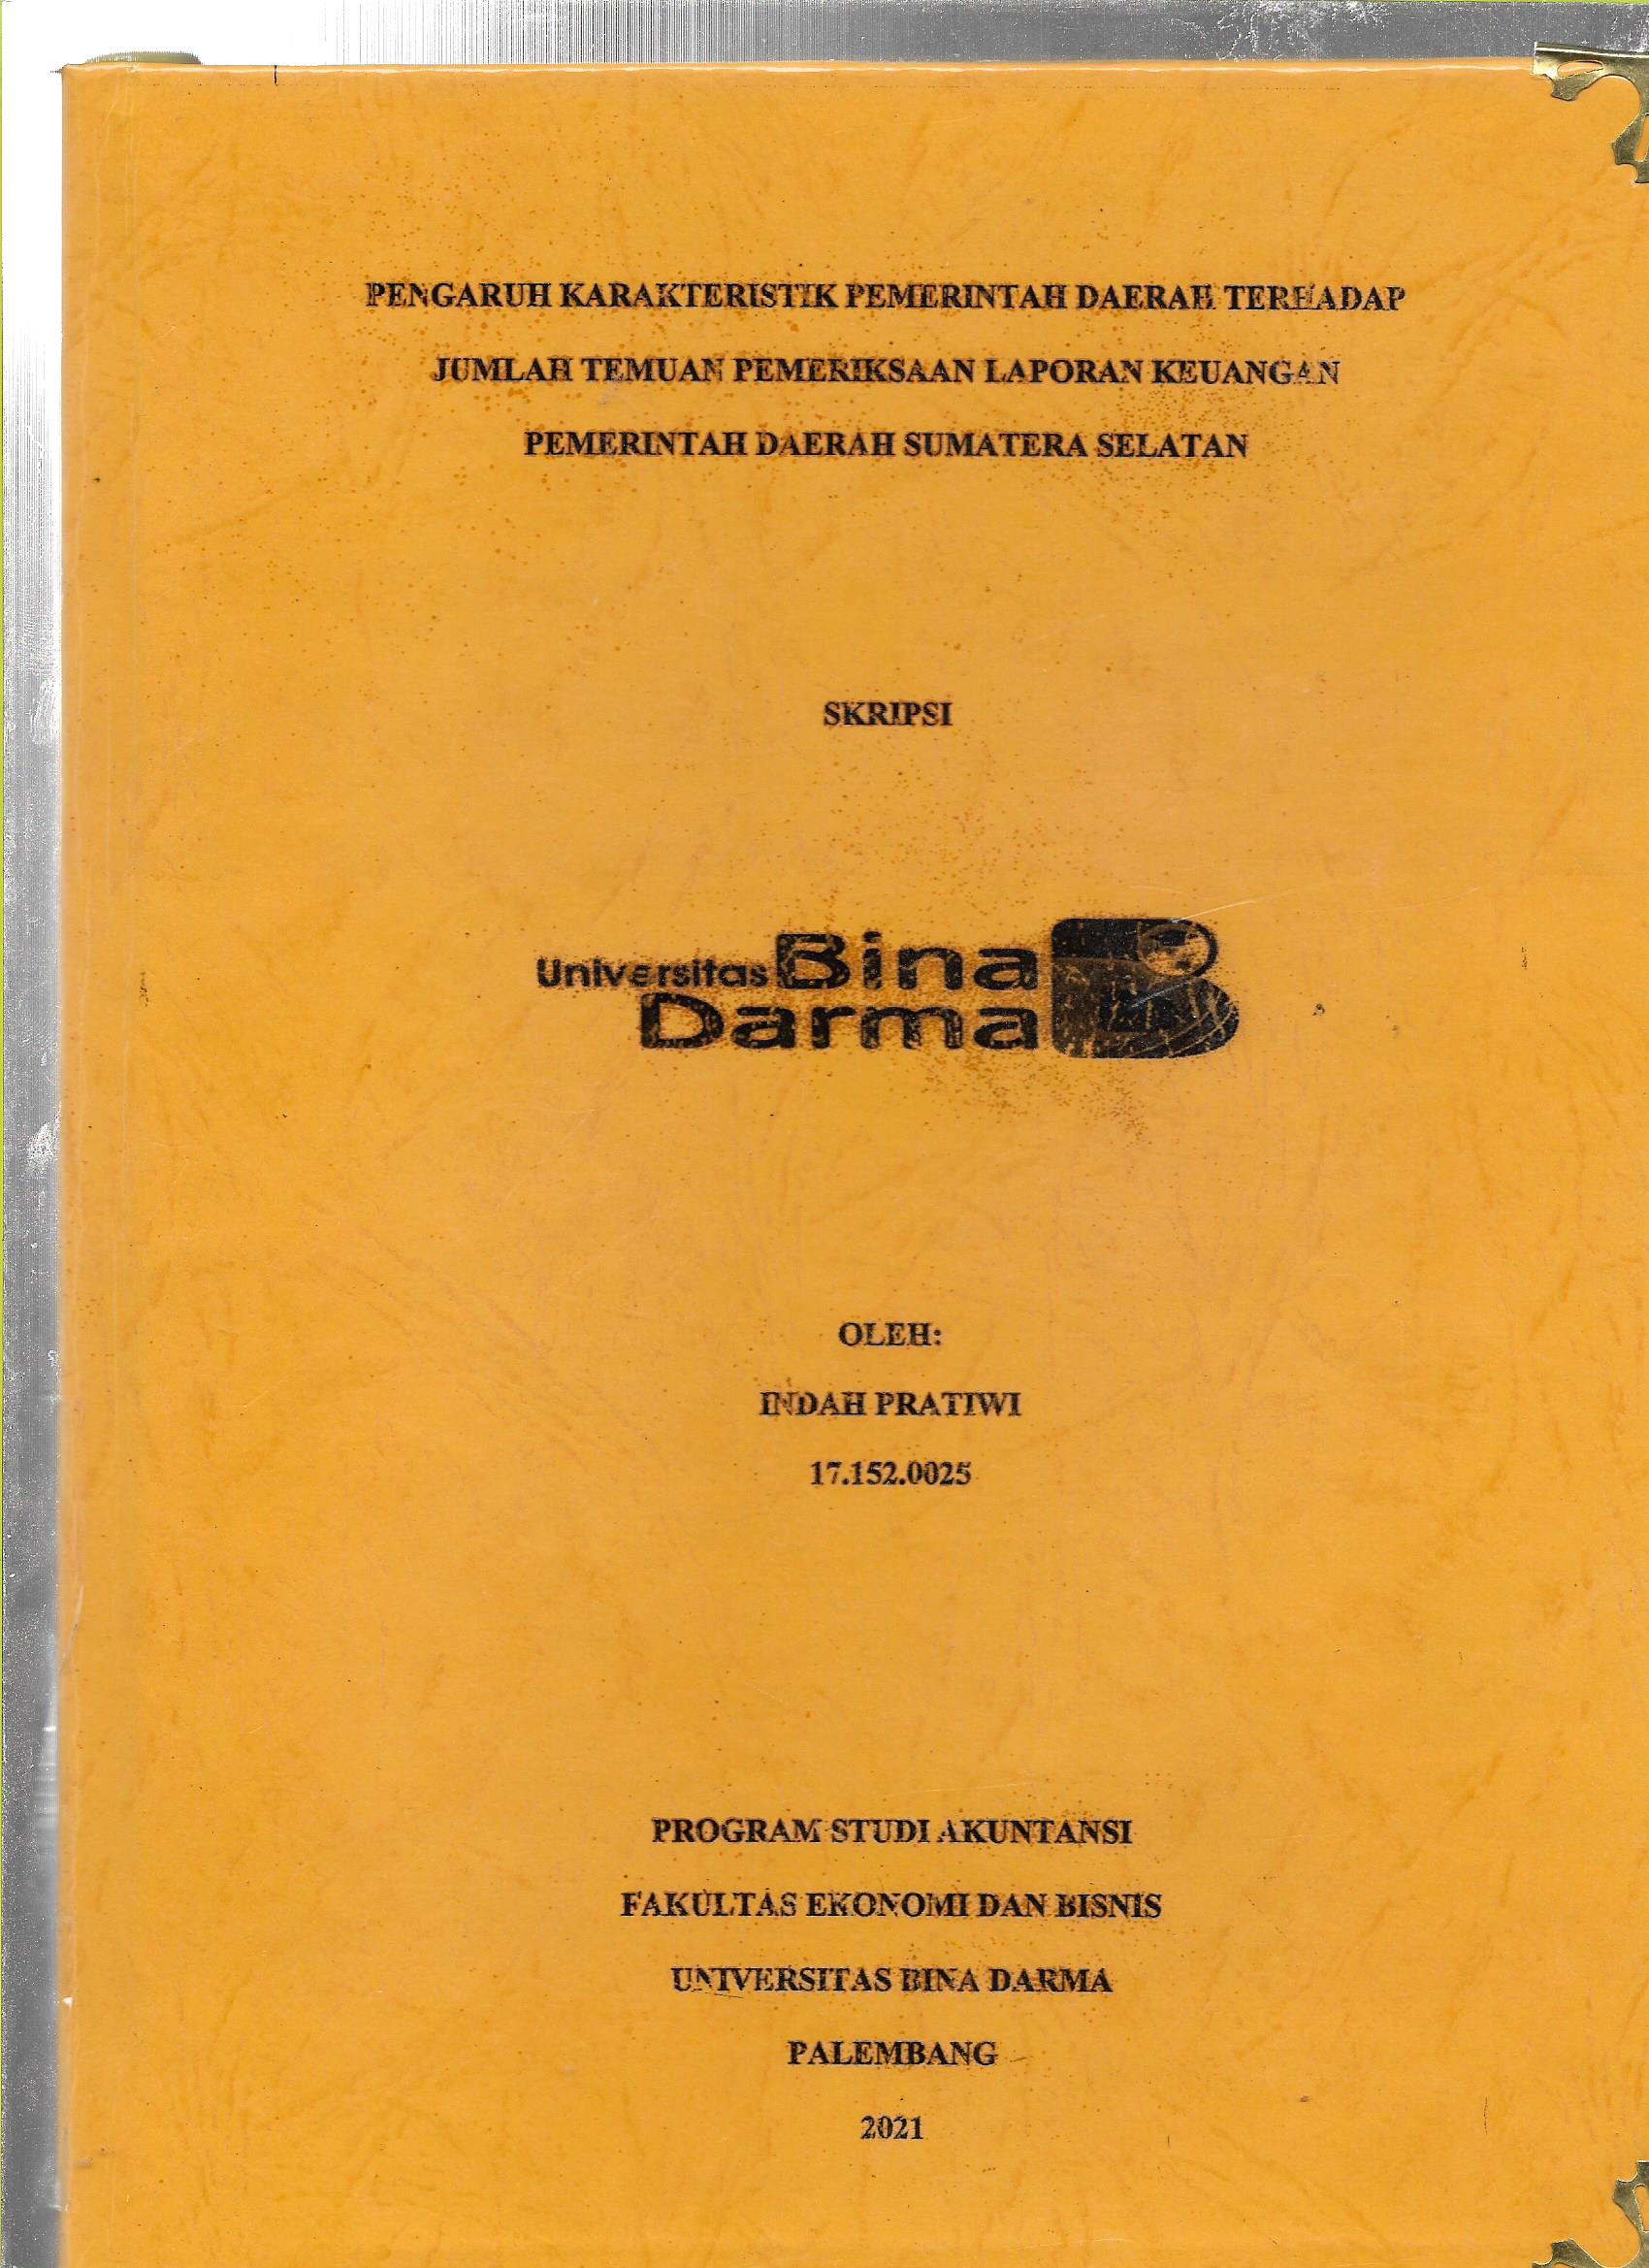 PENGARUH KARAKTERISTIK PEMERINTAH DAERAH TERHADAP
JUMLAH TEMUAN PEMERIKSAAN LAPORAN KEUANGAN
PEMERINTAH DAERAH SUMATERA SELATAN
SKRIPSI
Universitas Bina
Darma
OLEH:
INDAH PRATIWI
17.152.0025
PROGRAM STUDI AKUNTANSI
FAKULTAS EKONOMI DAN BISNIS
UNIVERSITAS BINA DARMA
PALEMBANG
2021